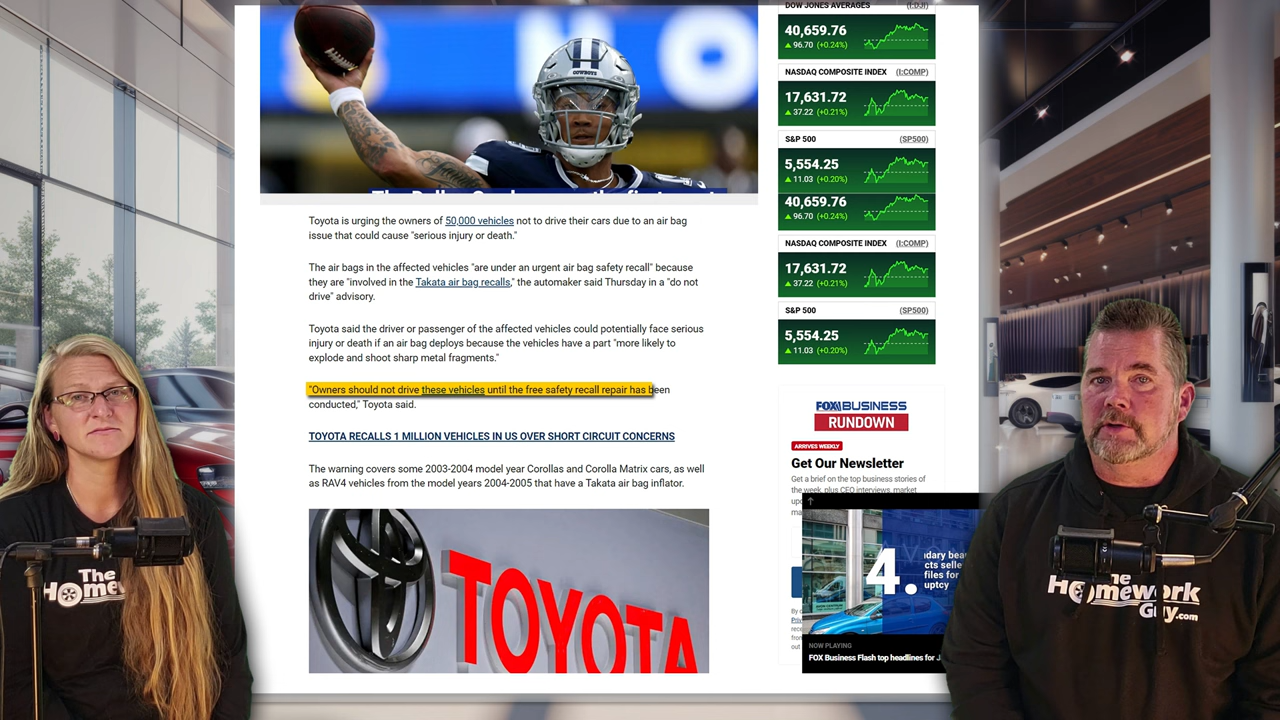 COWBOYS
Toyota is urging the owners of 50,000 vehicles not to drive their cars due to an air bag
issue that could cause "serious injury or death."
The air bags in the affected vehicles "are under an urgent air bag safety recall" because
they are "involved in the Takata air bag recalls," the automaker said Thursday in a "do not
drive" advisory.
Toyota said the driver or passenger of the affected vehicles could potentially face serious
injury or death if an air bag deploys because the vehicles have a part "more likely to
explode and shoot sharp metal fragments."
"Owners should not drive these vehicles until the free safety recall repair has been
conducted," Toyota said.
TOYOTA RECALLS 1 MILLION VEHICLES IN US OVER SHORT CIRCUIT CONCERNS
The warning covers some 2003-2004 model year Corollas and Corolla Matrix cars, as well
as RAV4 vehicles from the model years 2004-2005 that have a Takata air bag inflator.
TOYOTA
DOW JONES AVERAGES (I:DJI)
40,659.76
▲ 96.70 (+0.24%)
NASDAQ COMPOSITE INDEX (I:COMP)
17,631.72
▲ 37.22 (+0.21%)
S&P 500 (SP500)
5,554.25
▲ 11.03 (+0.20%)
40,659.76
▲ 96.70 (+0.24%)
NASDAQ COMPOSITE INDEX (I:COMP)
17,631.72
▲ 37.22 (+0.21%)
S&P 500 (SP500)
5,554.25
▲ 11.03 (+0.20%)
FOX BUSINESS
RUNDOWN
ARRIVES WEEKLY
Get Our Newsletter
Get a brief on the top business stories of
the week, plus CEO interviews, market
4.
NOW PLAYING
FOX Business Flash top headlines for J
The
The
Homework
Guy.com